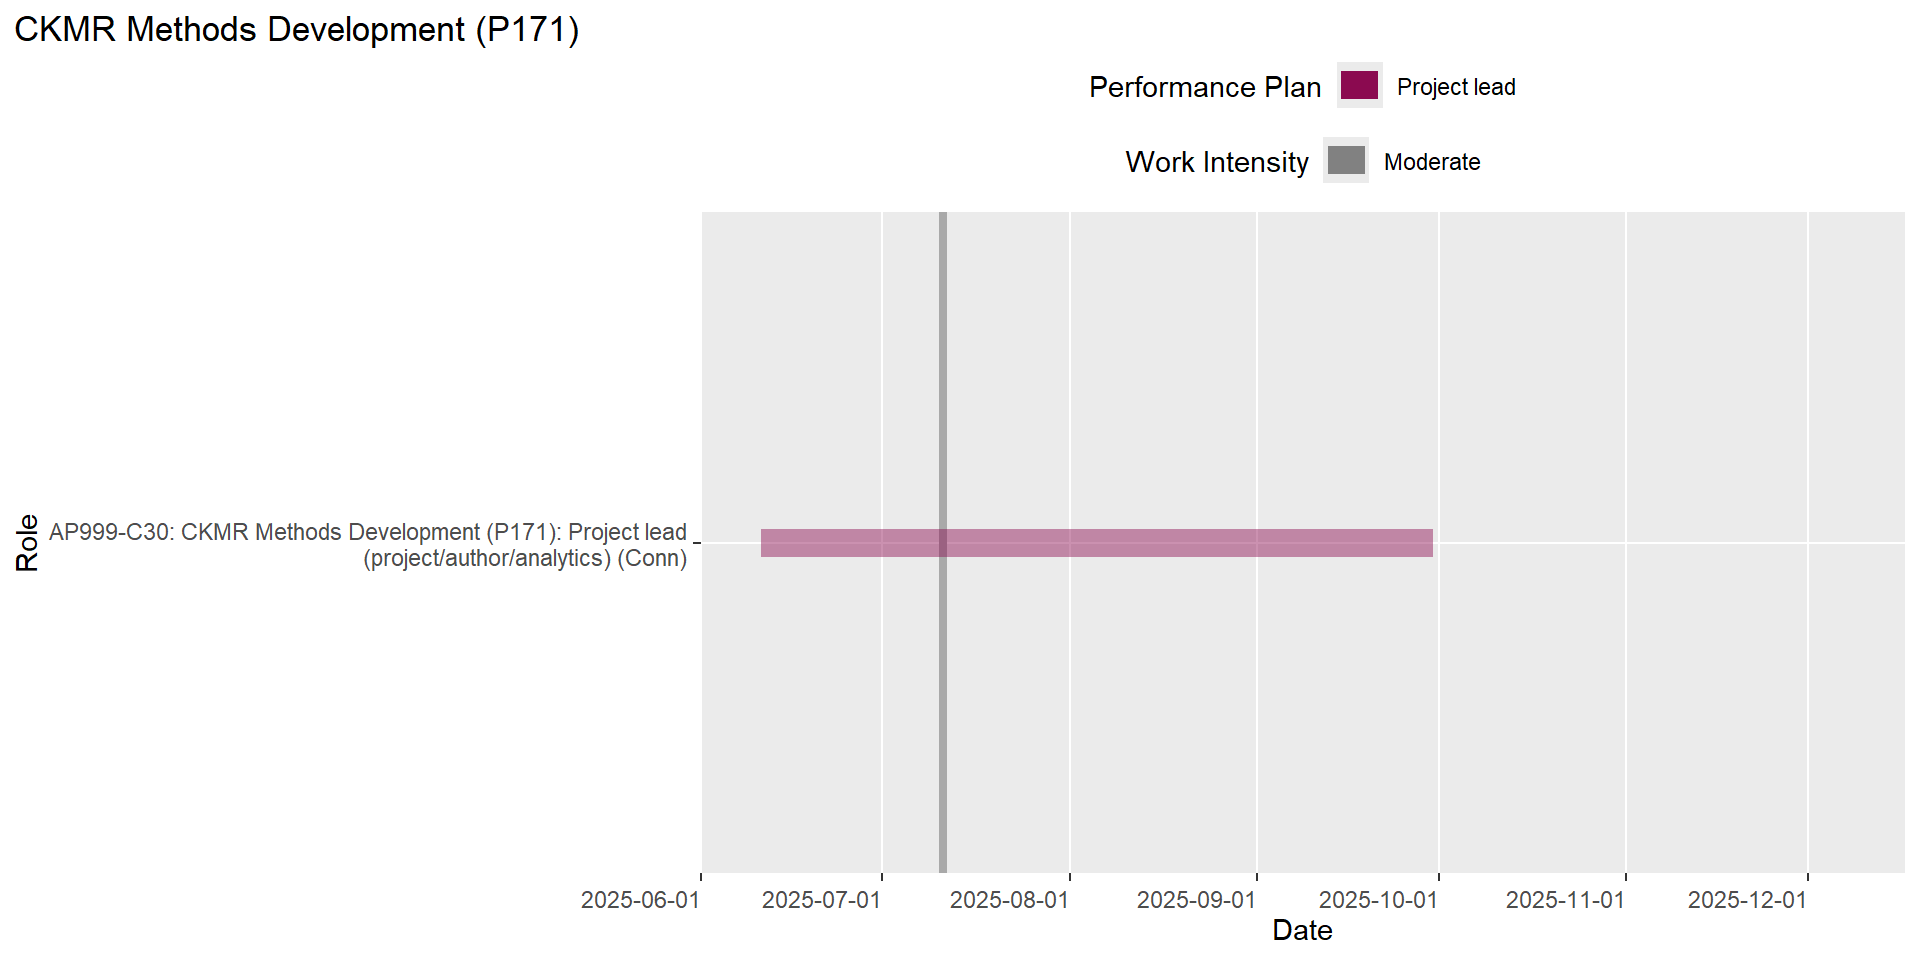 CKMR Methods Development (P171)
Performance Plan
Project lead
Work Intensity
Moderate
Role
AP999-C30: CKMR Methods Development (P171): Project lead
(project/author/analytics) (Conn)
2025-06-01
2025-07-01
2025-08-01
2025-09-01
2025-10-01
2025-11-01
2025-12-01
Date